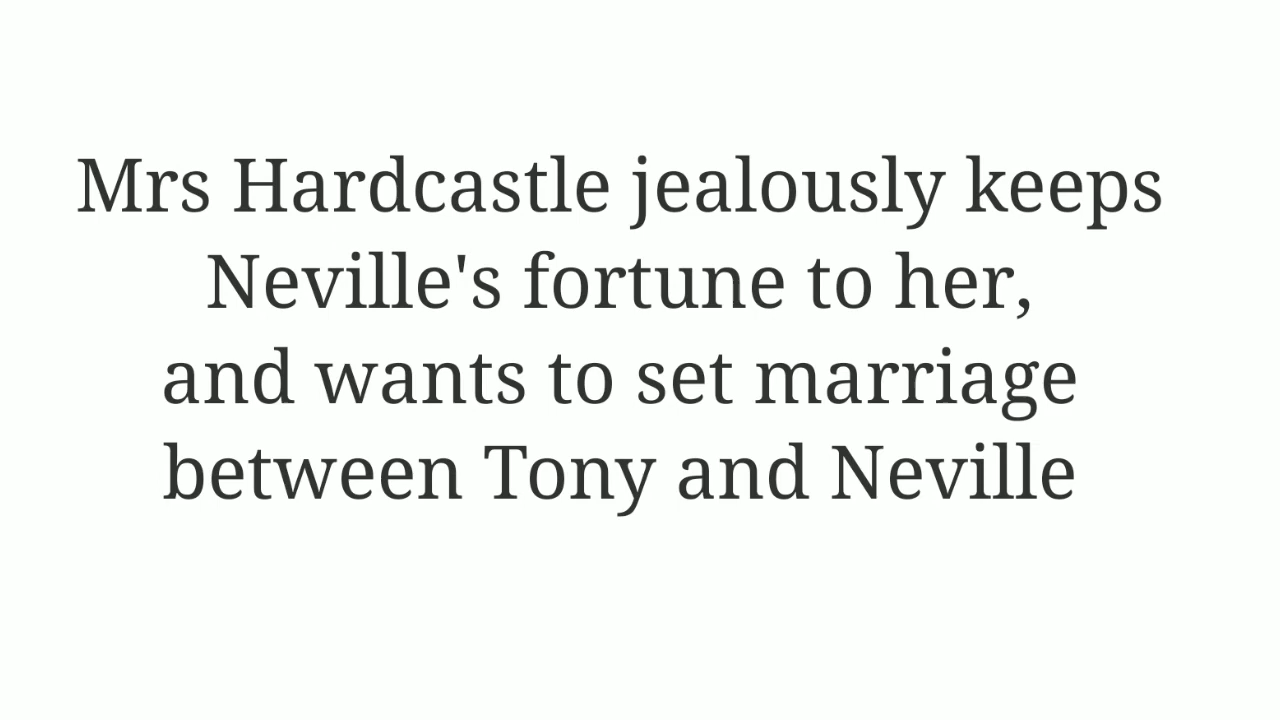 Mrs Hardcastle jealously keeps
Neville's fortune to her,
and wants to set marriage
between Tony and Neville